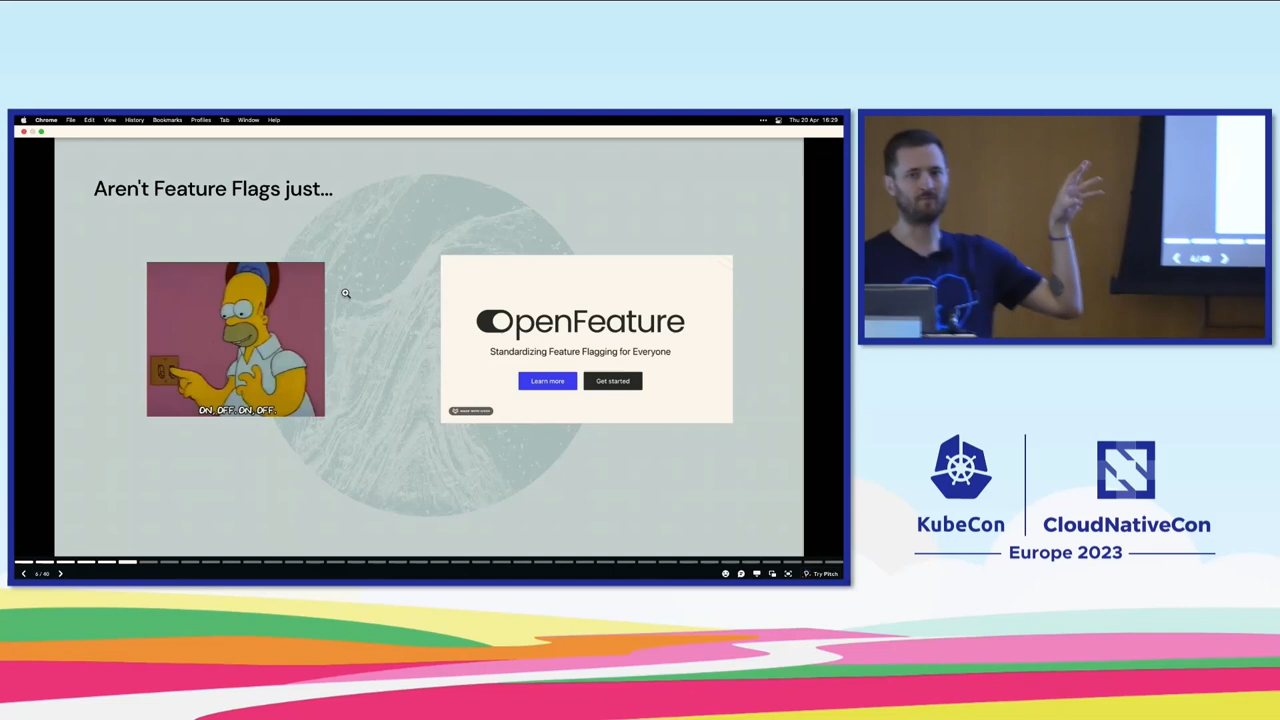 Chrome File Edit View History Bookmarks Profiles Tab Window Help
Thu 20 Apr 16:29
Aren't Feature Flags just...
ON, OFF. ON, OFF.
OpenFeature
Standardizing Feature Flagging for Everyone
Learn more
Get started
6 / 40
Try Pitch
KubeCon
CloudNativeCon
Europe 2023